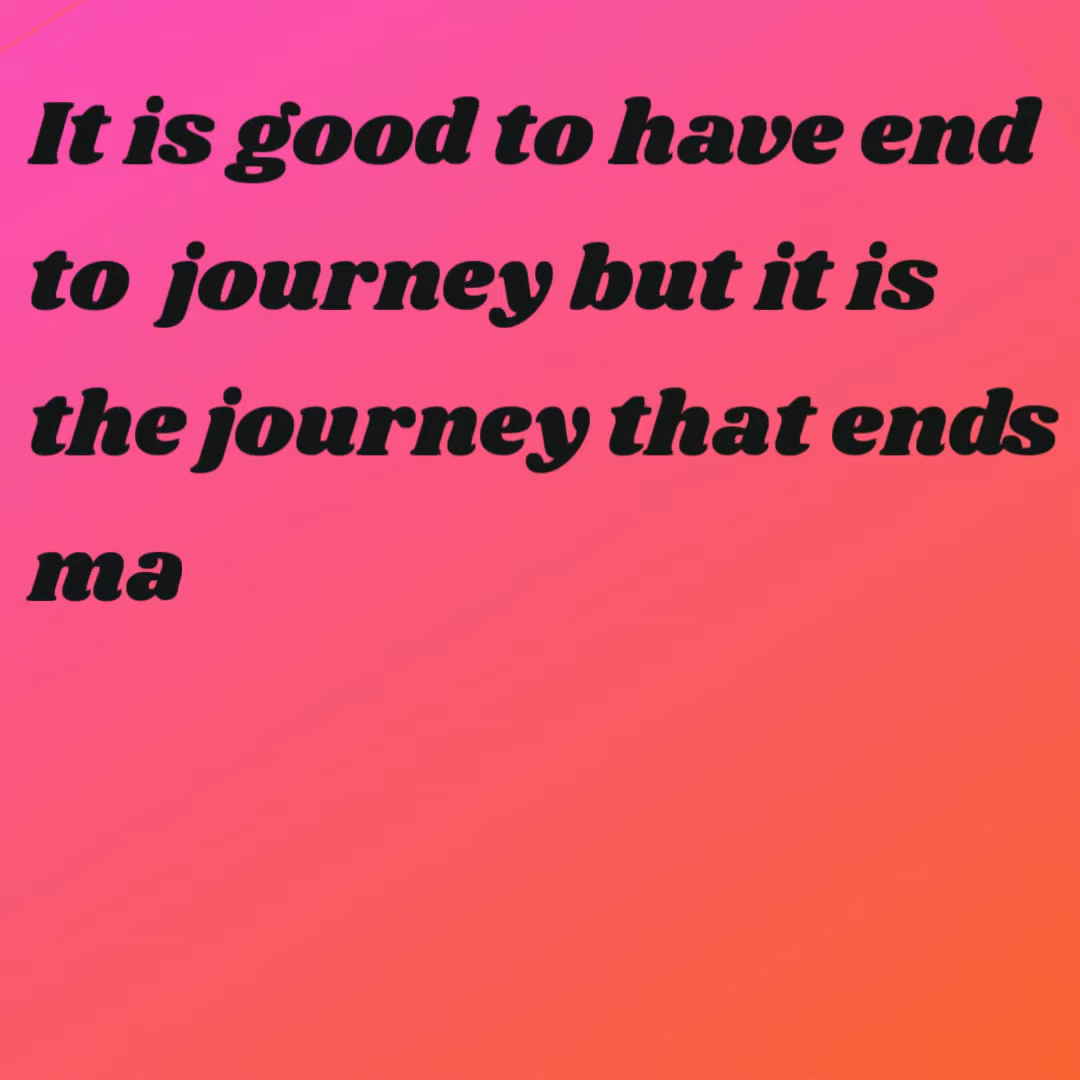 It is good to have end
to  journey but it is
the journey that ends
ma